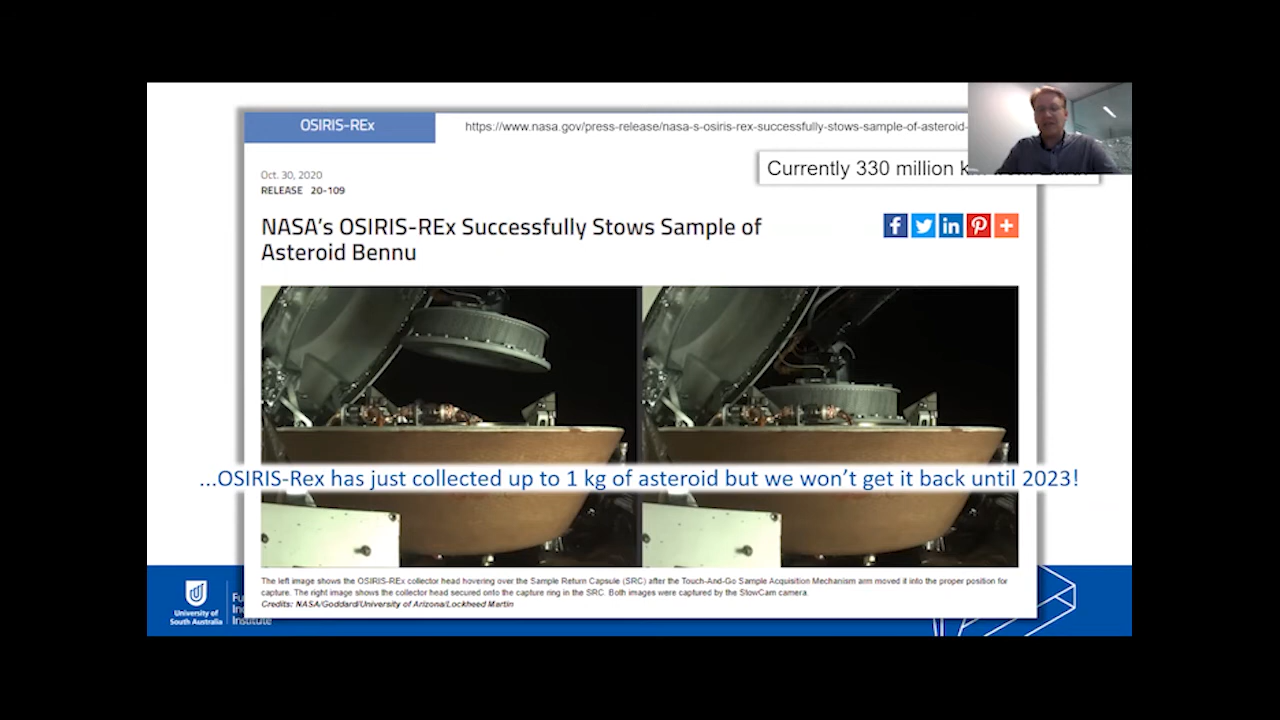 OSIRIS-REx
https://www.nasa.gov/press-release/nasa-s-osiris-rex-successfully-stows-sample-of-asteroid-
Currently 330 million
Oct. 30, 2020
RELEASE 20-109
NASA's OSIRIS-REx Successfully Stows Sample of
Asteroid Bennu
...OSIRIS-Rex has just collected up to 1 kg of asteroid but we won't get it back until 2023!
The left image shows the OSIRIS-REx collector head hovering over the Sample Return Capsule (SRC) after the Touch-And-Go Sample Acquisition Mechanism arm moved it into the proper position for
capture. The right image shows the collector head secured onto the capture ring in the SRC. Both images were captured by the StowCam camera.
Credits: NASA/Goddard/University of Arizona/Lockheed Martin
University of
South Australia
Institute